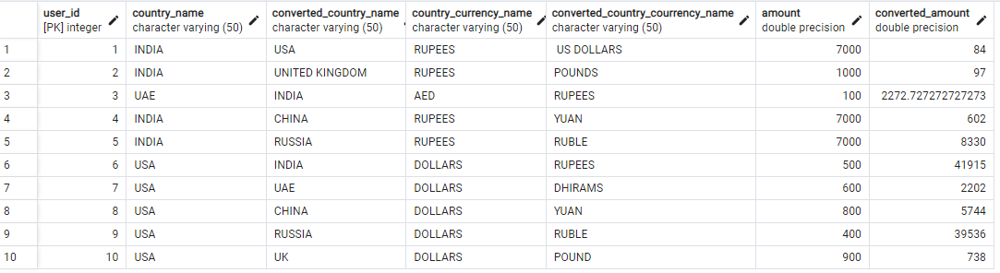 user_id country_name converted_country_name country_currency_name converted_country_courrency_name amount converted_amount
[PK] integer character varying (50) character varying (50) character varying (50) character varying (50) double precision double precision
1 1 INDIA USA RUPEES US DOLLARS 7000 84
2 2 INDIA UNITED KINGDOM RUPEES POUNDS 1000 97
3 3 UAE INDIA AED RUPEES 100 2272.727272727273
4 4 INDIA CHINA RUPEES YUAN 7000 602
5 5 INDIA RUSSIA RUPEES RUBLE 7000 8330
6 6 USA INDIA DOLLARS RUPEES 500 41915
7 7 USA UAE DOLLARS DHIRAMS 600 2202
8 8 USA CHINA DOLLARS YUAN 800 5744
9 9 USA RUSSIA DOLLARS RUBLE 400 39536
10 10 USA UK DOLLARS POUND 900 738